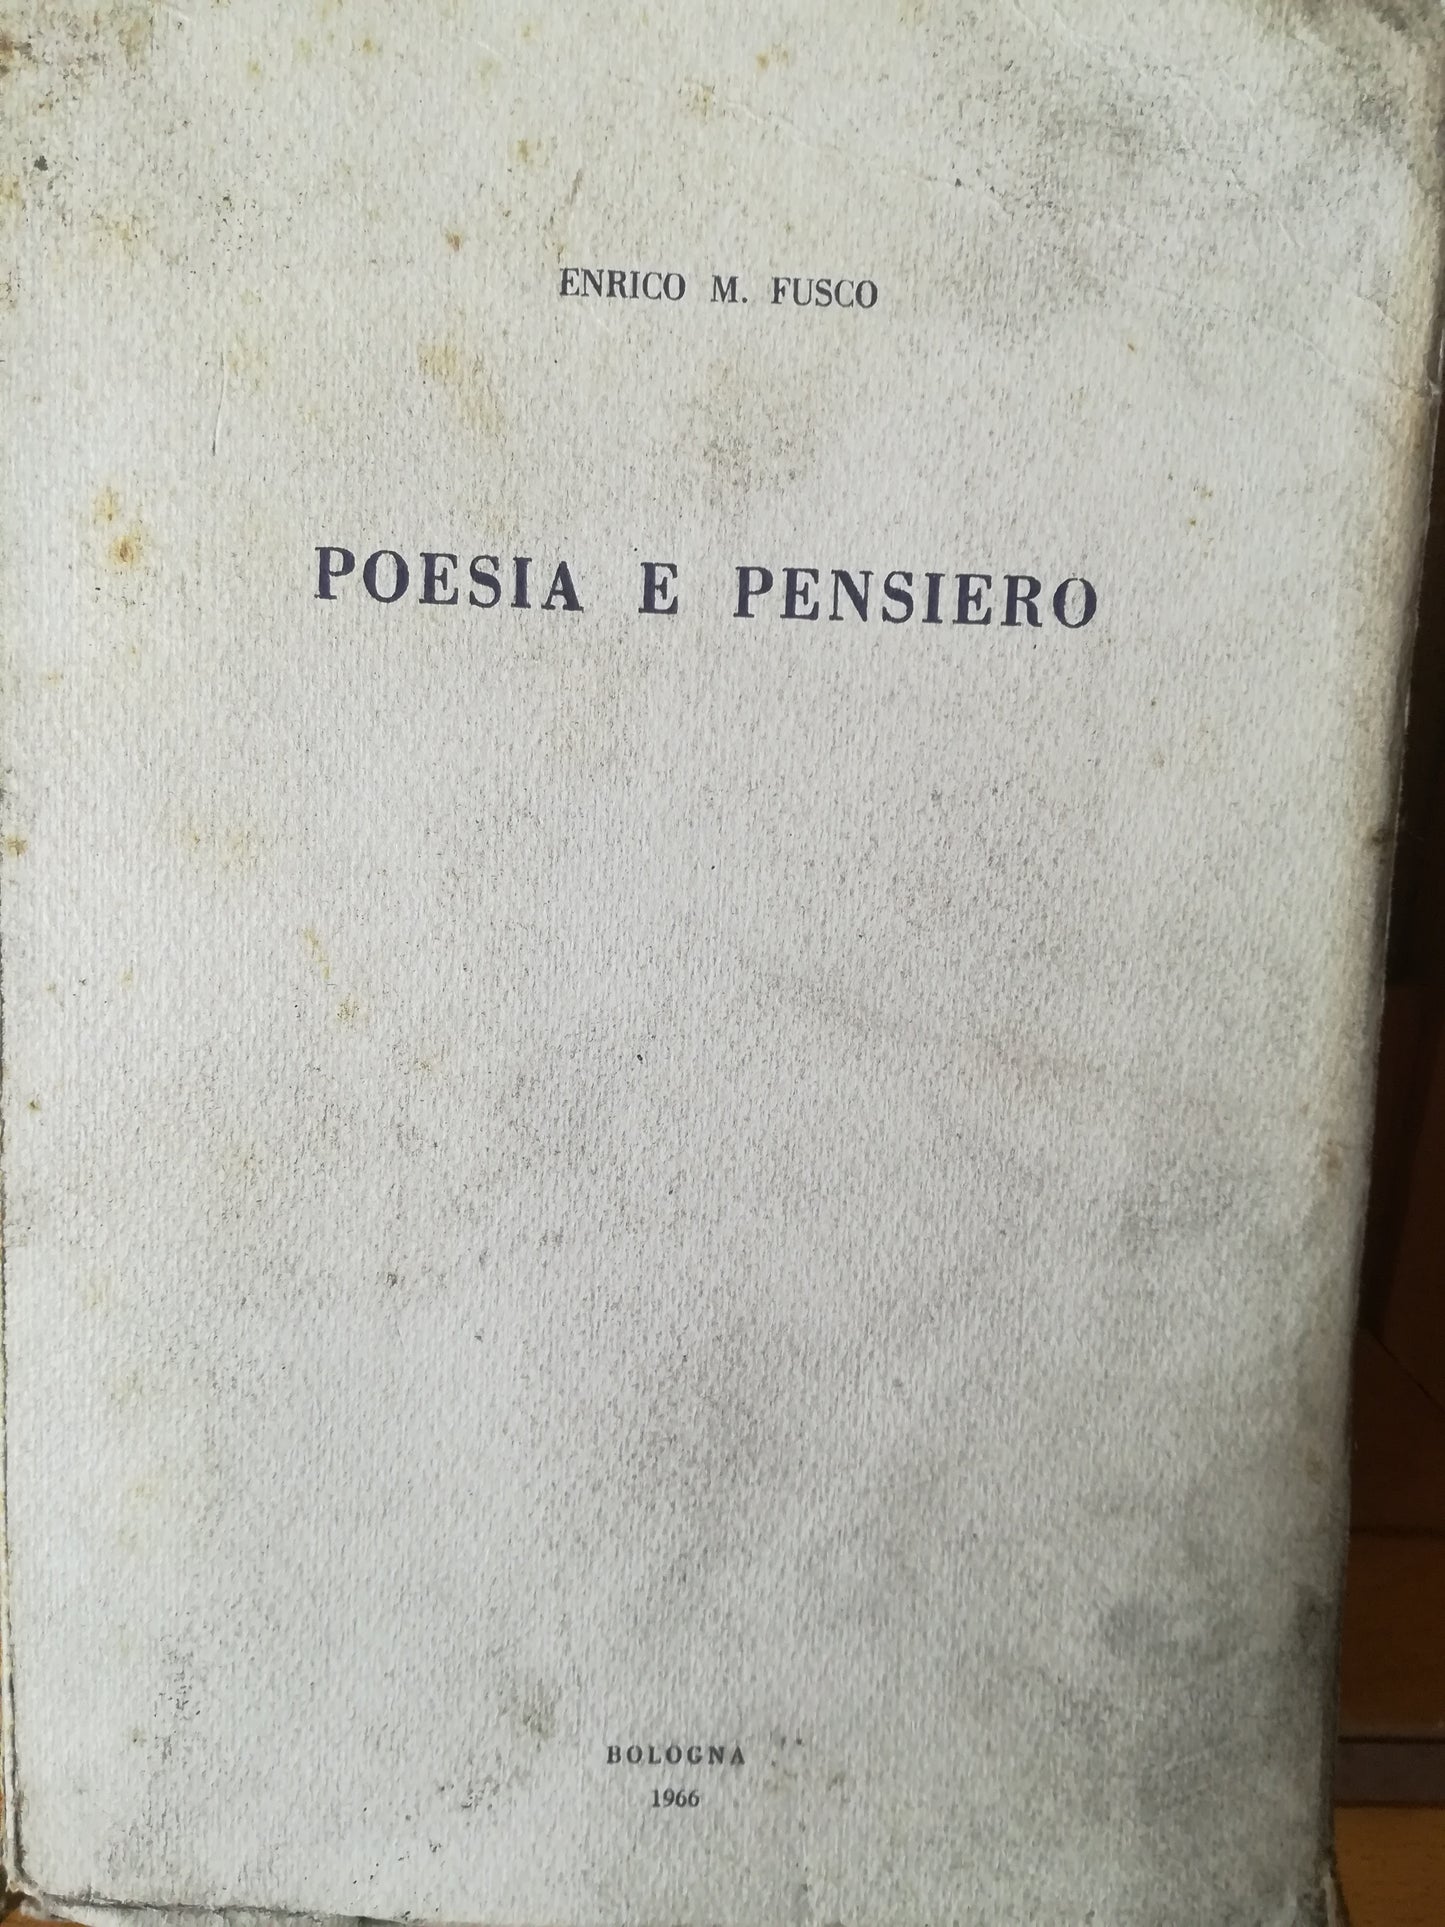 ENRICO M. FUSCO
POESIA E PENSIERO
BOLOGNA
1966